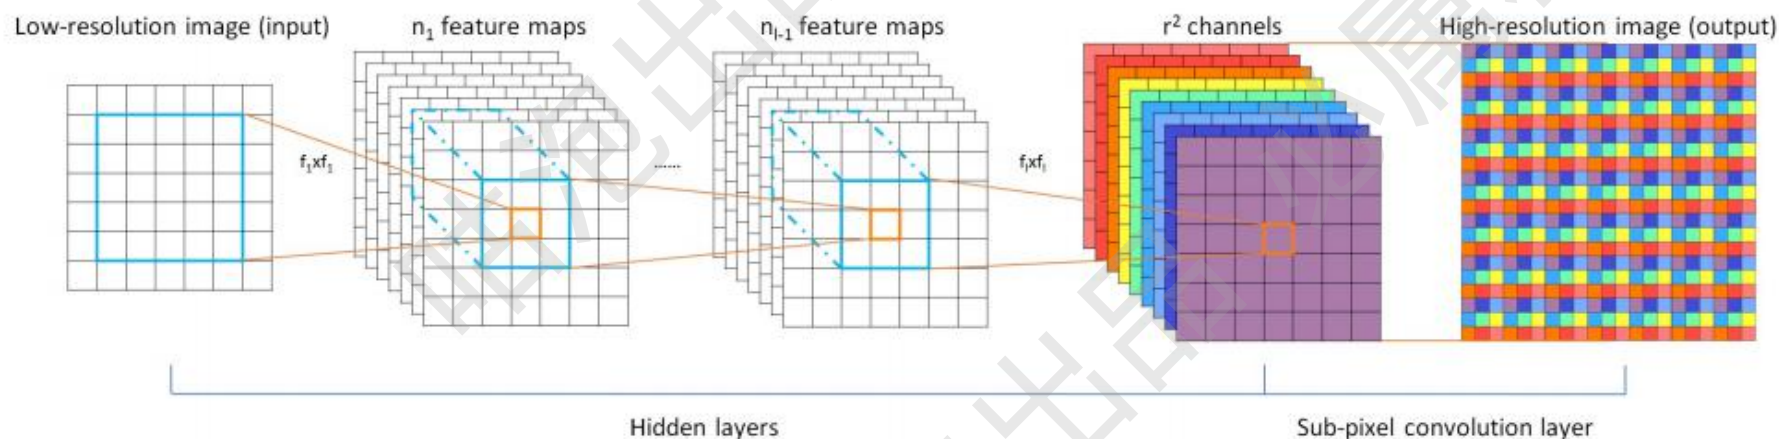 Low-resolution image (input)
n₁ feature maps
nₗ₋₁ feature maps
r² channels
High-resolution image (output)
f₁xf₁
......
fₗxfₗ
Hidden layers
Sub-pixel convolution layer